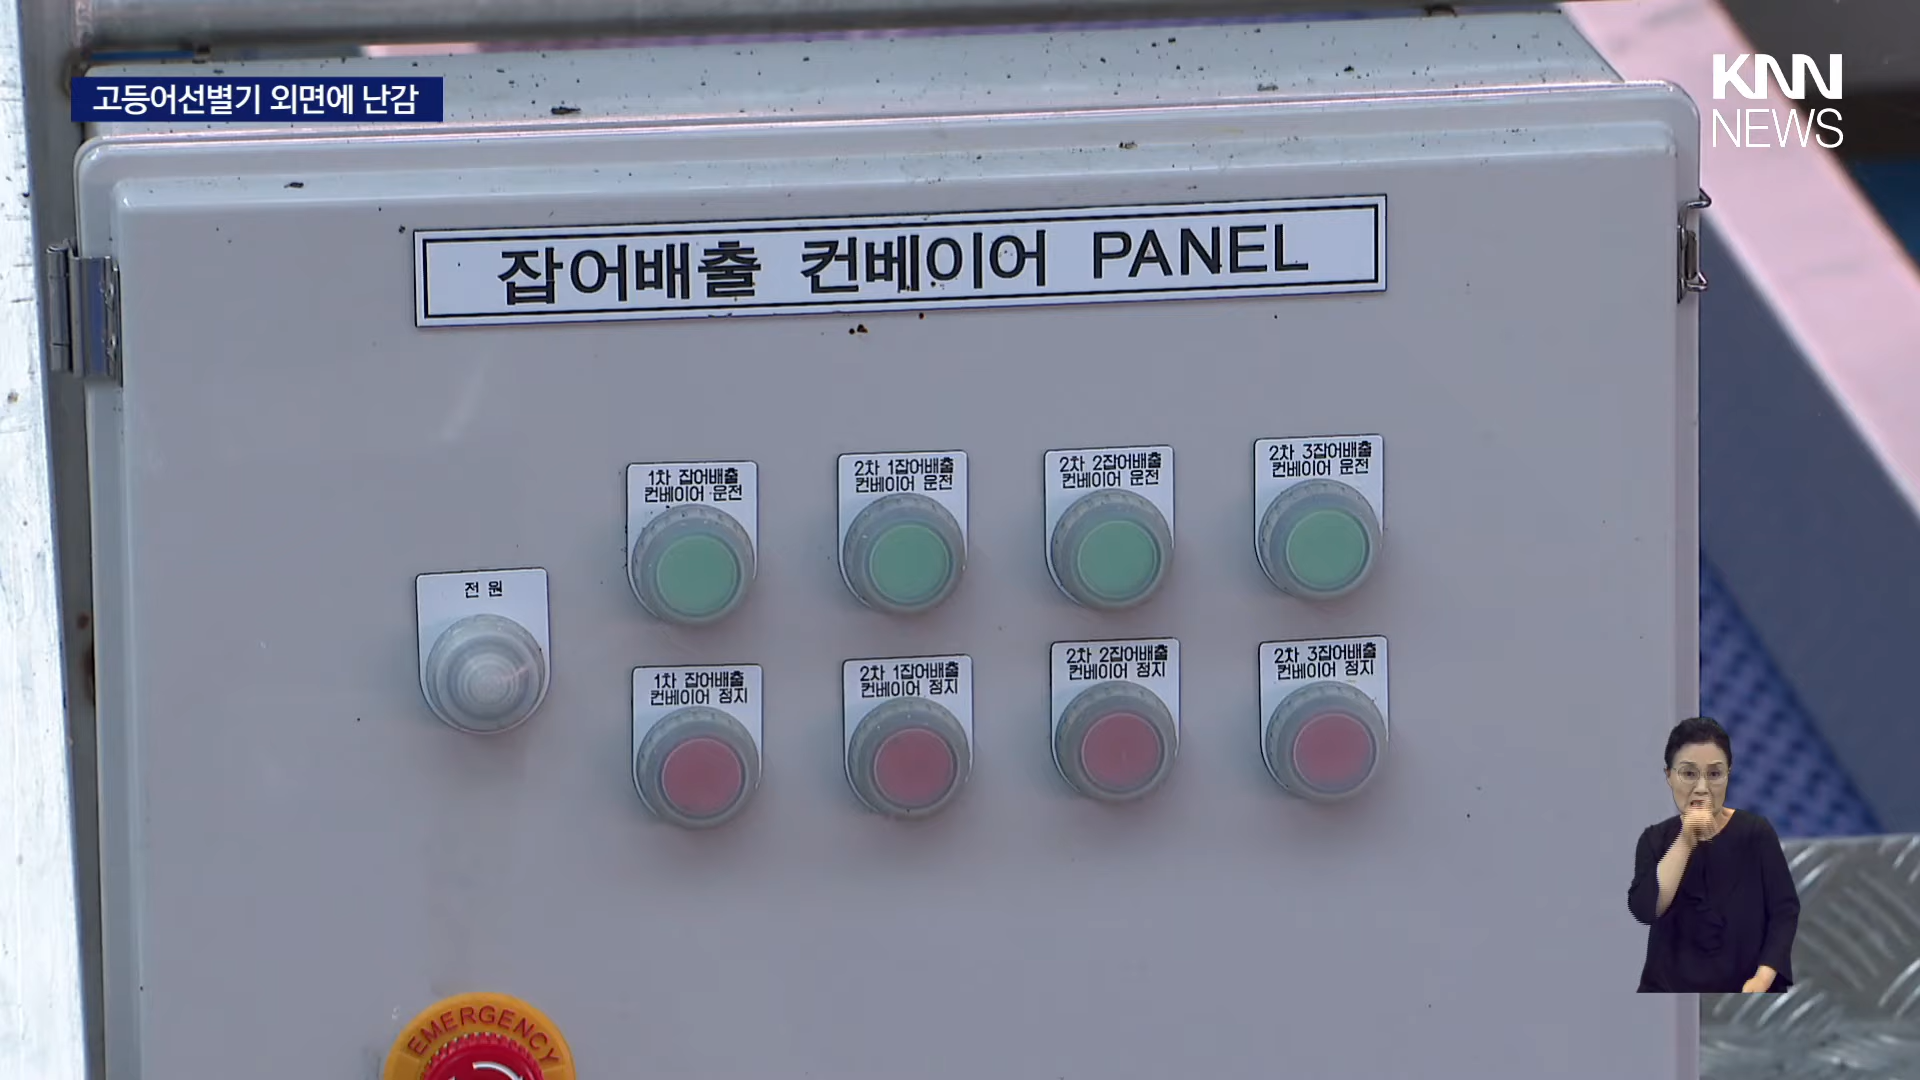 고등어선별기 외면에 난감
KNN
NEWS
잡어배출 컨베이어 PANEL
전 원
1차 잡어배출
컨베이어 운전
2차 1잡어배출
컨베이어 운전
2차 2잡어배출
컨베이어 운전
2차 3잡어배출
컨베이어 운전
1차 잡어배출
컨베이어 정지
2차 1잡어배출
컨베이어 정지
2차 2잡어배출
컨베이어 정지
2차 3잡어배출
컨베이어 정지
EMERGENCY